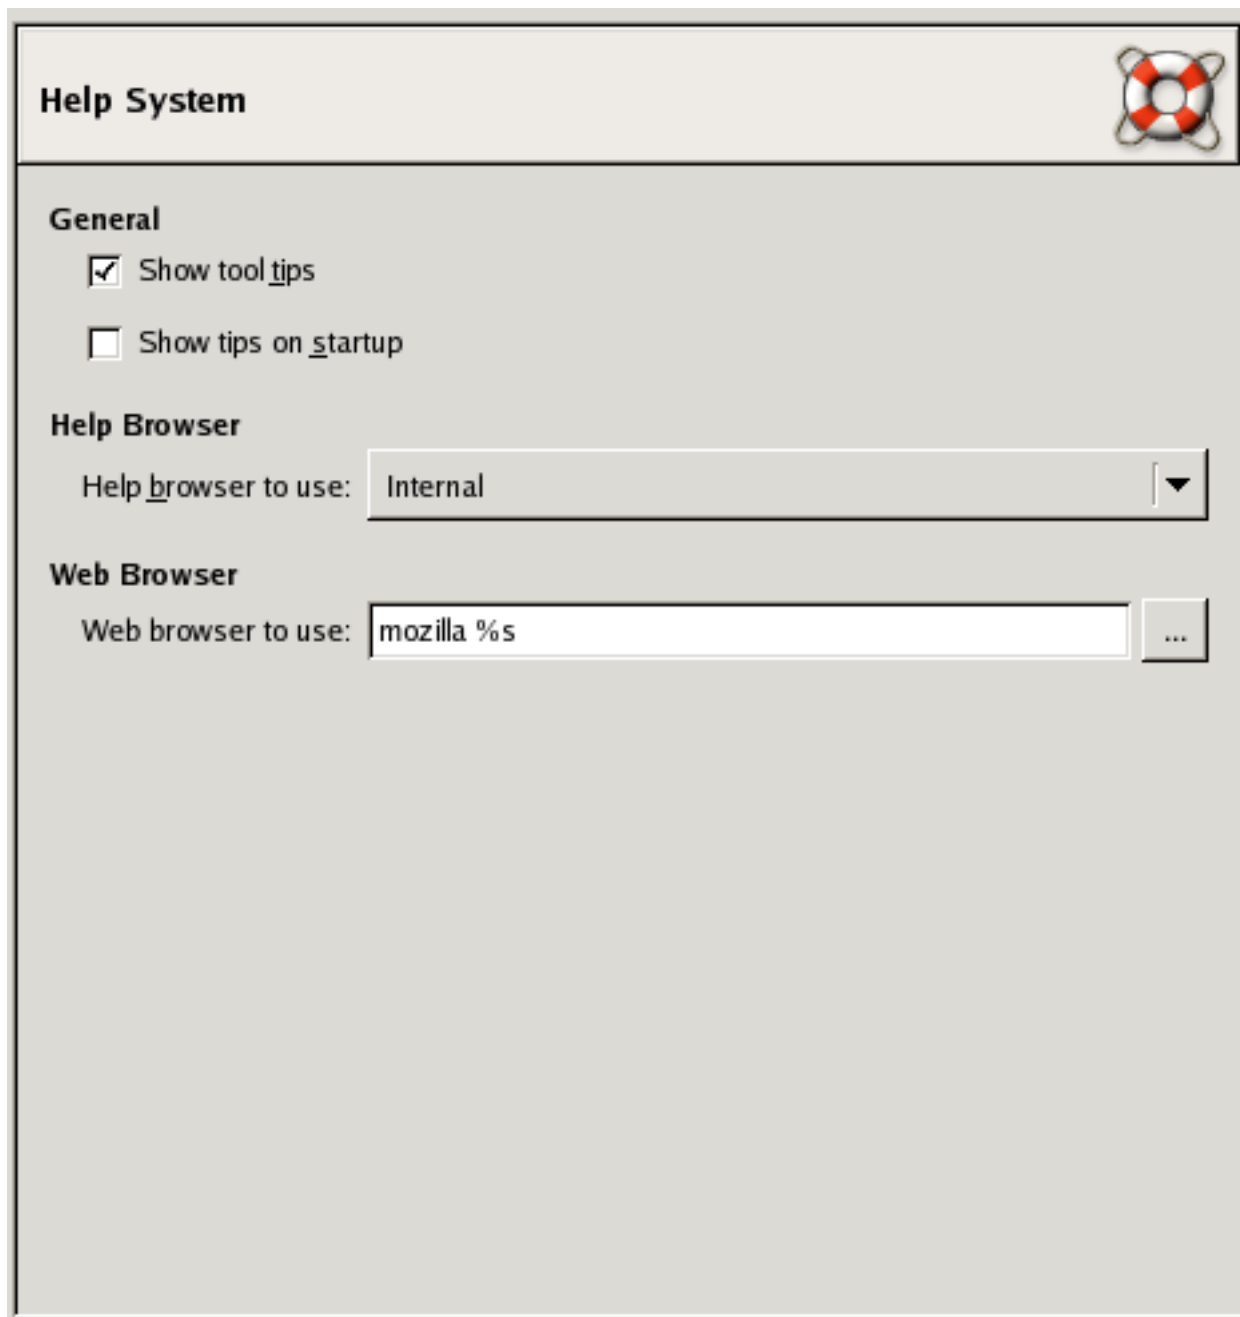 Help System
General
Show tool tips
Show tips on startup
Help Browser
Help browser to use: Internal
Web Browser
Web browser to use: mozilla %s ...